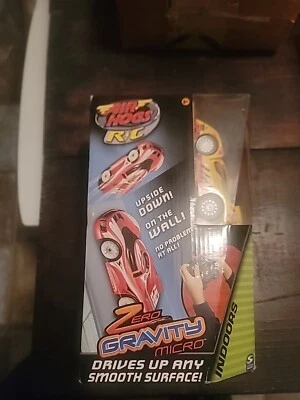 AIR
HOGS
R/C
UPSIDE
DOWN!
ON THE
WALL!
NO PROBLEM
AT ALL!
ZERO
GRAVITY
MICRO™
DRIVES UP ANY
SMOOTH SURFACE!
INDOORS